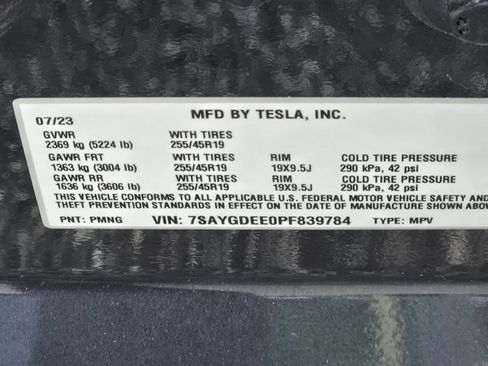 07/23 MFD BY TESLA, INC.
GVWR WITH TIRES
2369 kg (5224 lb) 255/45R19
GAWR FRT WITH TIRES RIM COLD TIRE PRESSURE
1363 kg (3004 lb) 255/45R19 19X9.5J 290 kPa, 42 psi
GAWR RR WITH TIRES RIM COLD TIRE PRESSURE
1636 kg (3606 lb) 255/45R19 19X9.5J 290 kPa, 42 psi
THIS VEHICLE CONFORMS TO ALL APPLICABLE U.S. FEDERAL MOTOR VEHICLE SAFETY AND
THEFT PREVENTION STANDARDS IN EFFECT ON THE DATE OF MANUFACTURE SHOWN ABOVE
PNT: PMNG VIN: 7SAYGDEE0PF839784 TYPE: MPV